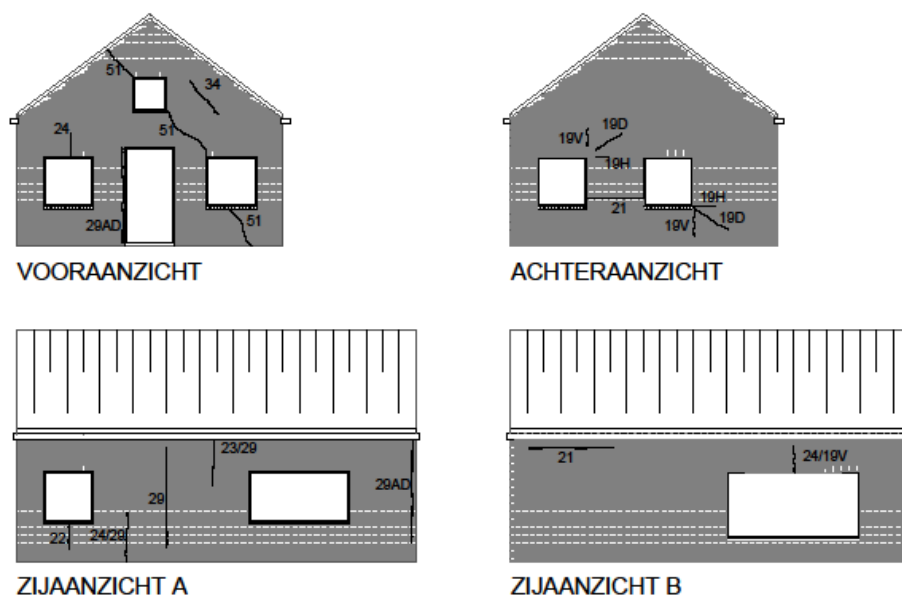 51
34
24
51
29AD
51
VOORAANZICHT
19V
19D
19H
21
19H
19V
19D
ACHTERAANZICHT
23/29
29
29AD
22
24/29
ZIJAANZICHT A
21
24/19V
ZIJAANZICHT B